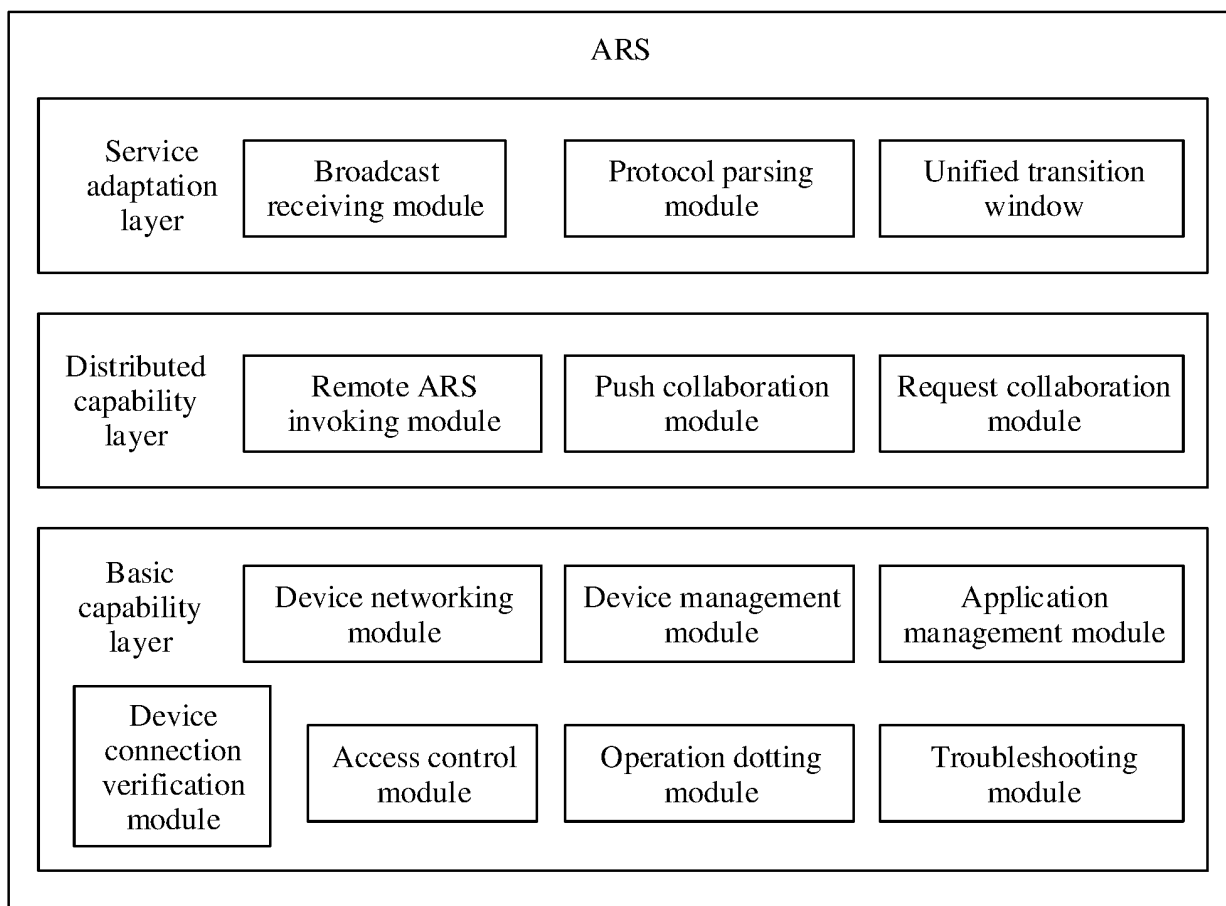 ARS
Service
adaptation
layer
Broadcast
receiving module
Protocol parsing
module
Unified transition
window
Distributed
capability
layer
Remote ARS
invoking module
Push collaboration
module
Request collaboration
module
Basic
capability
layer
Device networking
module
Device management
module
Application
management module
Device
connection
verification
module
Access control
module
Operation dotting
module
Troubleshooting
module